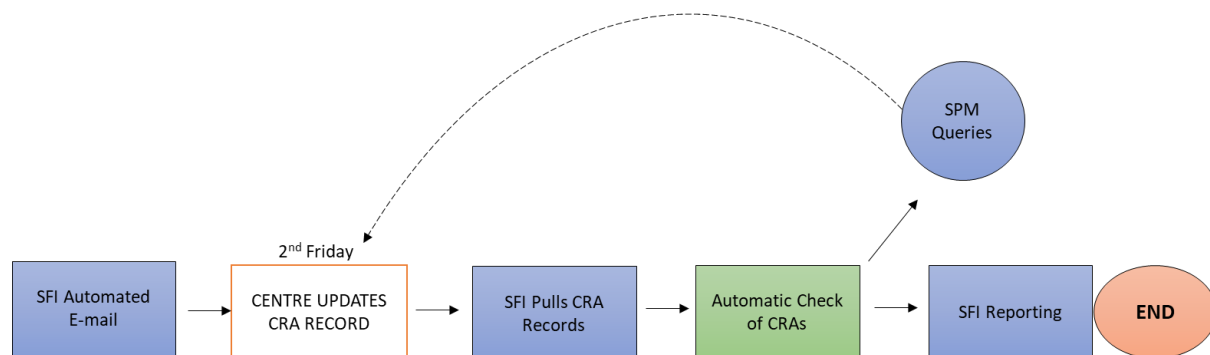 SPM
Queries
2nd Friday
SFI Automated
E-mail
CENTRE UPDATES
CRA RECORD
SFI Pulls CRA
Records
Automatic Check
of CRAs
SFI Reporting
END